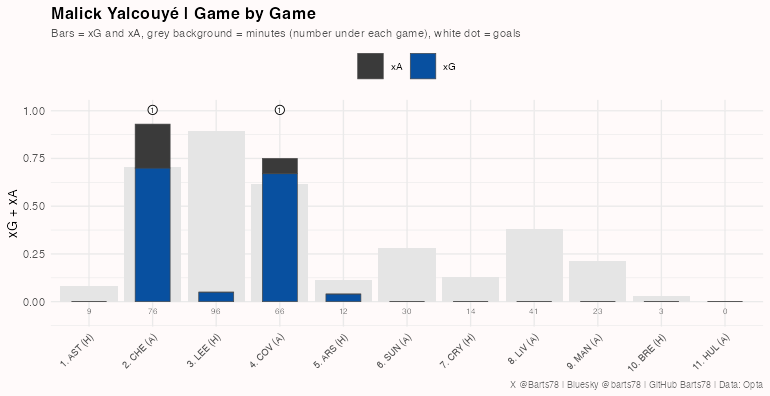 Malick Yalcouyé | Game by Game
Bars = xG and xA, grey background = minutes (number under each game), white dot = goals
xA xG
1 1
1.00
0.75
0.50
0.25
0.00
xG + xA
9 76 96 66 12 30 14 41 23 3 0
1. AST (H) 2. CHE (A) 3. LEE (H) 4. COV (A) 5. ARS (H) 6. SUN (A) 7. CRY (H) 8. LIV (A) 9. MAN (A) 10. BRE (H) 11. HUL (A)
X @Barts78 | Bluesky @barts78 | GitHub Barts78 | Data: Opta